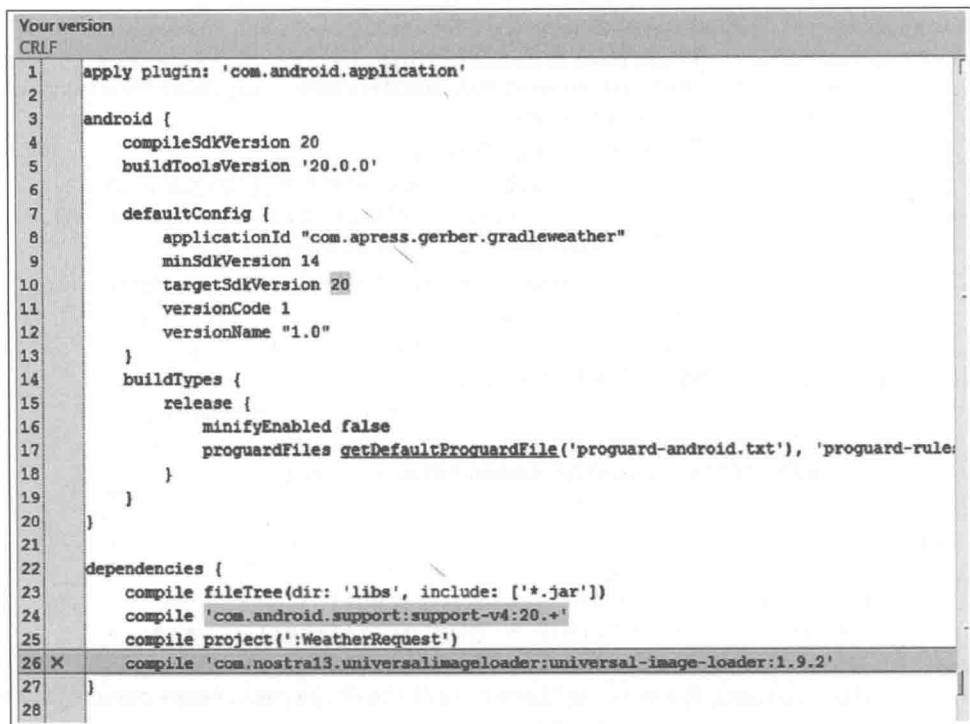 Your version
CRLF
1 apply plugin: 'com.android.application'
2
3 android {
4 compileSdkVersion 20
5 buildToolsVersion '20.0.0'
6
7 defaultConfig {
8 applicationId "com.apress.gerber.gradleweather"
9 minSdkVersion 14
10 targetSdkVersion 20
11 versionCode 1
12 versionName "1.0"
13 }
14 buildTypes {
15 release {
16 minifyEnabled false
17 proguardFiles getDefaultProguardFile('proguard-android.txt'), 'proguard-rules
18 }
19 }
20 }
21
22 dependencies {
23 compile fileTree(dir: 'libs', include: ['*.jar'])
24 compile 'com.android.support:support-v4:20.+'
25 compile project(':WeatherRequest')
26 × compile 'com.nostra13.universalimageloader:universal-image-loader:1.9.2'
27 }
28